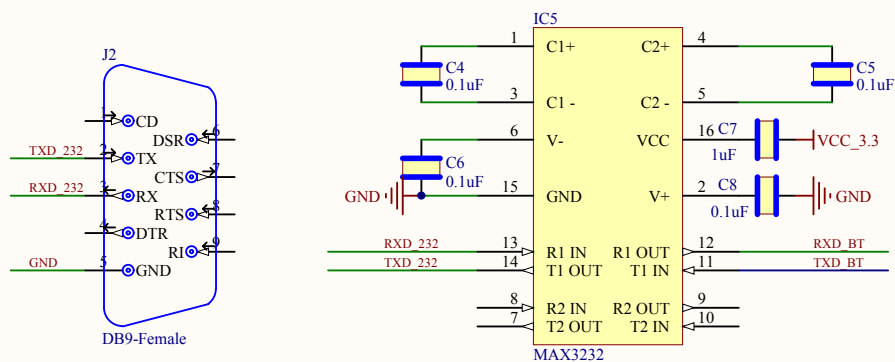 J2
1
CD
DSR
6
TXD_232
2
TX
CTS
7
RXD_232
3
RX
RTS
8
4
DTR
RI
9
GND
5
GND
DB9-Female
IC5
1
C1+
C2+
4
C4
0.1uF
C5
0.1uF
3
C1 -
C2 -
5
6
V-
VCC
16
C7
1uF
VCC_3.3
C6
0.1uF
GND
15
GND
V+
2
C8
0.1uF
GND
RXD_232
13
R1 IN
R1 OUT
12
RXD_BT
TXD_232
14
T1 OUT
T1 IN
11
TXD_BT
8
R2 IN
R2 OUT
9
7
T2 OUT
T2 IN
10
MAX3232